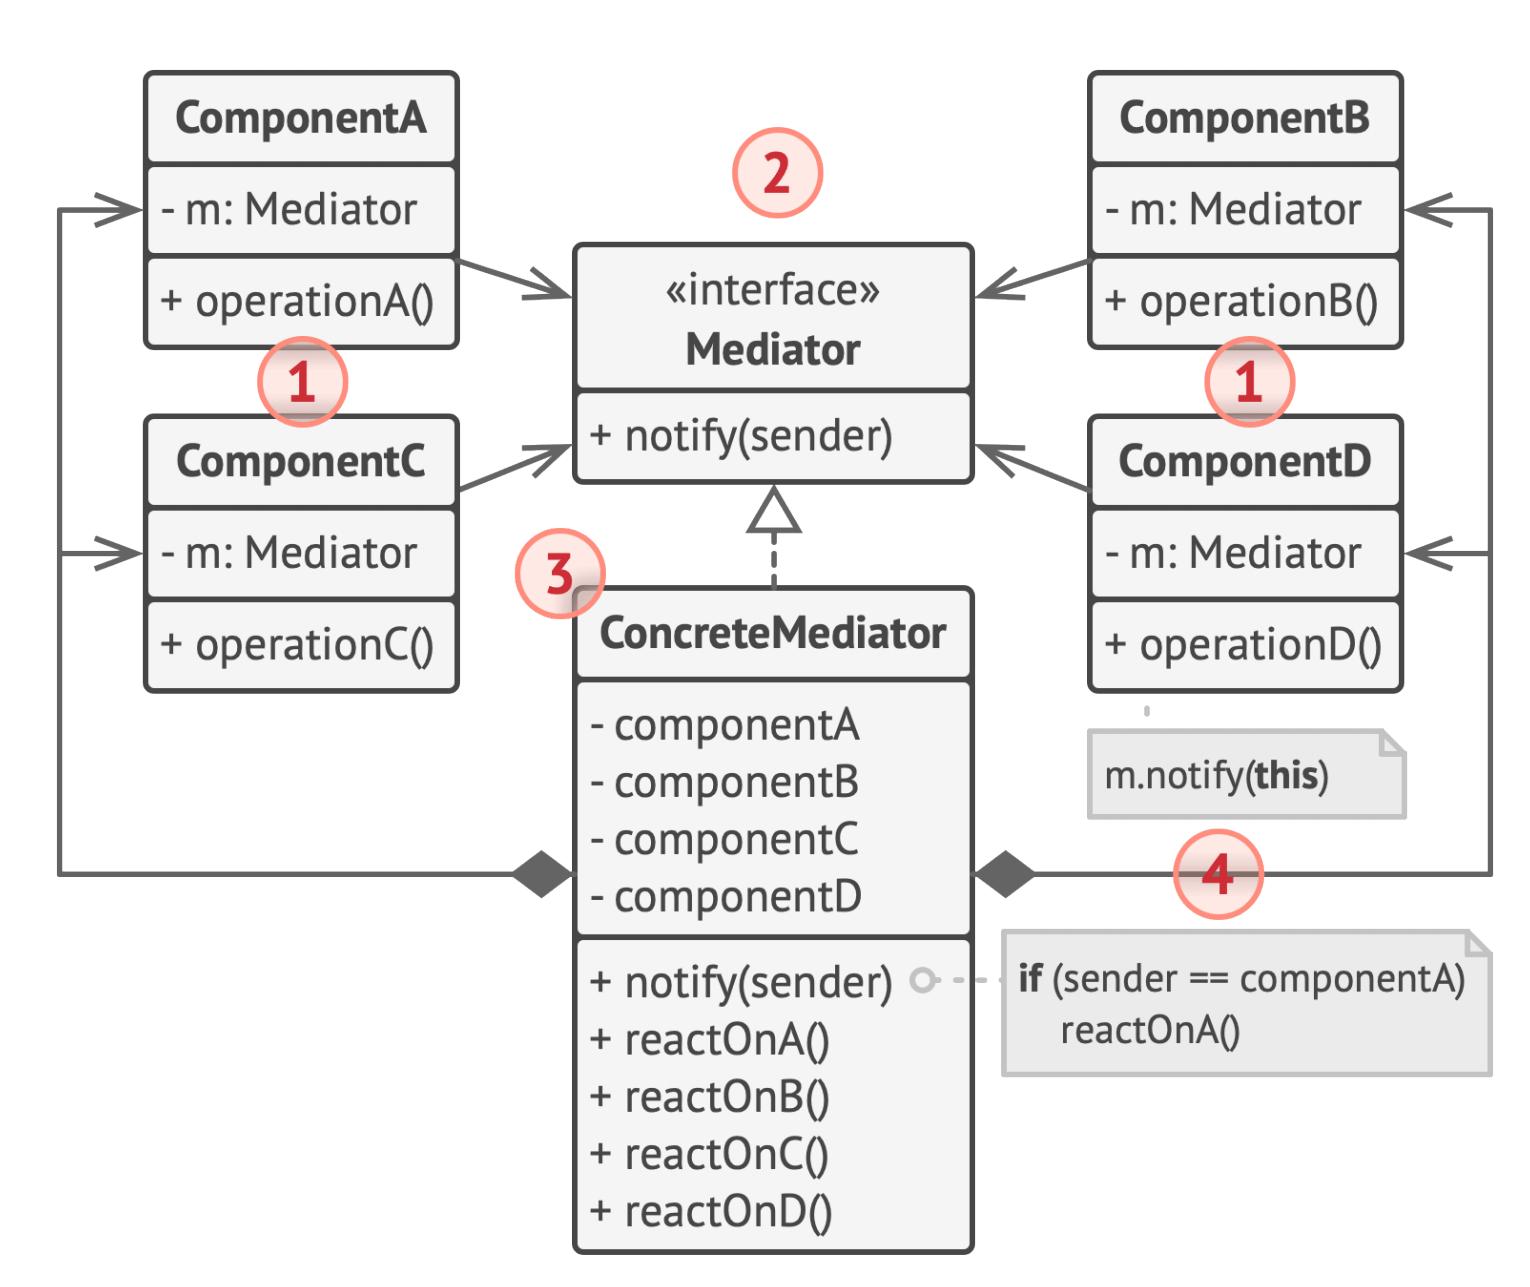 ComponentA
- m: Mediator
+ operationA()
1
ComponentC
- m: Mediator
+ operationC()
2
«interface»
Mediator
+ notify(sender)
3
ConcreteMediator
- componentA
- componentB
- componentC
- componentD
+ notify(sender)
+ reactOnA()
+ reactOnB()
+ reactOnC()
+ reactOnD()
ComponentB
- m: Mediator
+ operationB()
1
ComponentD
- m: Mediator
+ operationD()
m.notify(this)
4
if (sender == componentA)
reactOnA()